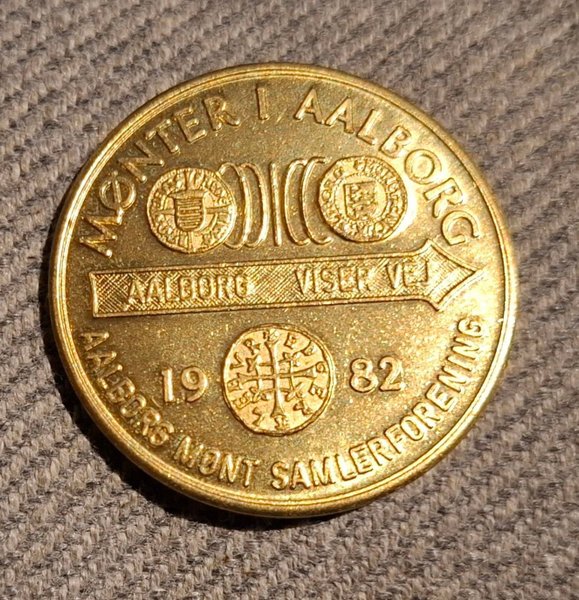 MØNTER I AALBORG
AALBORG VISER VEJ
19 82
AALBORG MØNT SAMLERFORENING